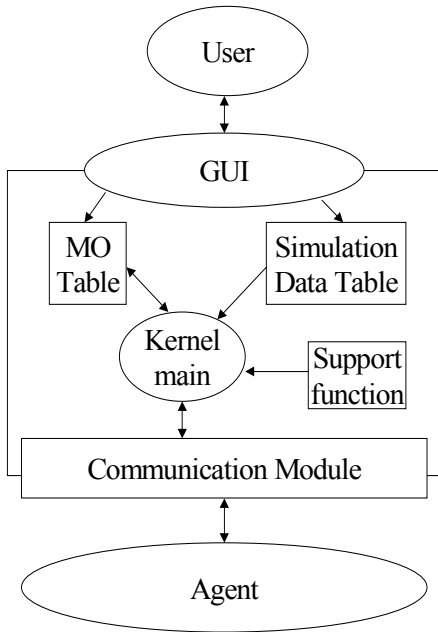 User
GUI
MO
Table
Simulation
Data Table
Kernel
main
Support
function
Communication Module
Agent